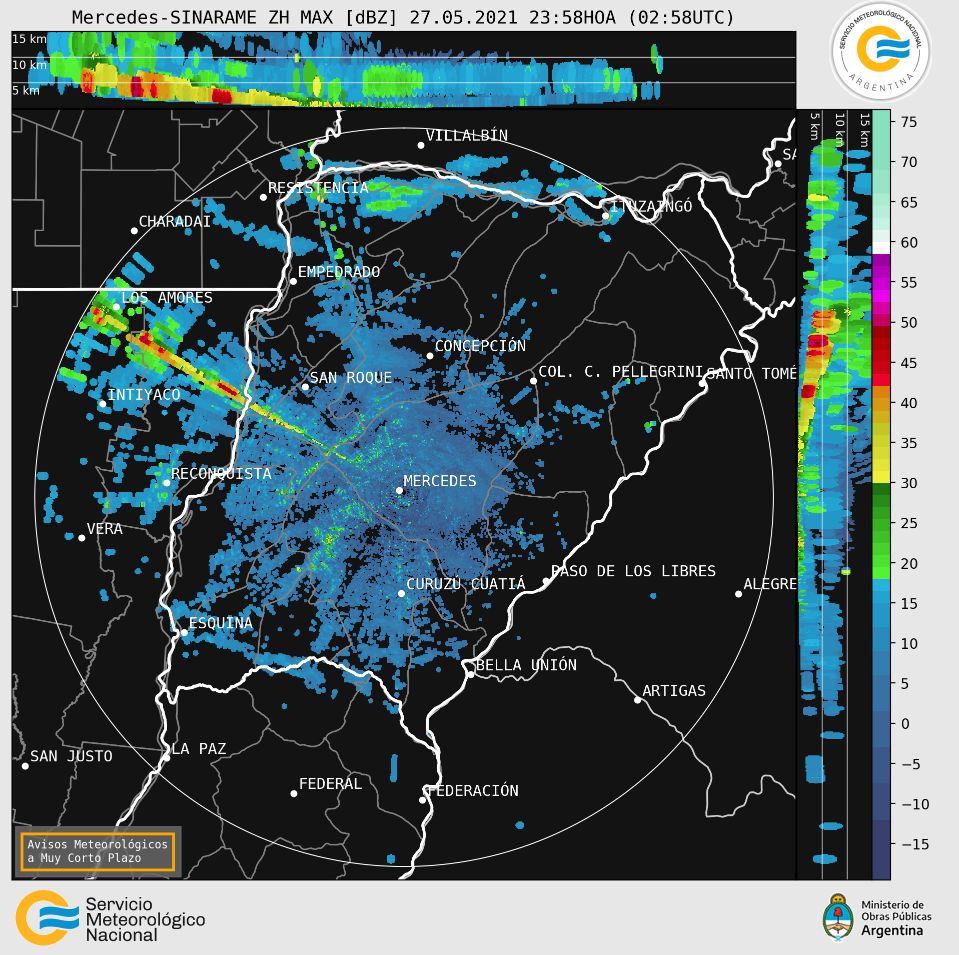 Mercedes-SINARAME ZH MAX [dBZ] 27.05.2021 23:58HOA (02:58UTC)
SERVICIO METEOROLÓGICO NACIONAL
ARGENTINA
15 km
10 km
5 km
5 km
10 km
15 km
VILLALBÍN
SA
RESISTENCIA
ITUZAINGÓ
CHARADAI
EMPEDRADO
LOS AMORES
CONCEPCIÓN
SAN ROQUE
COL. C. PELLEGRINI
SANTO TOMÉ
INTIYACO
RECONQUISTA
MERCEDES
VERA
PASO DE LOS LIBRES
CURUZÚ CUATIÁ
ALEGRE
ESQUINA
BELLA UNIÓN
ARTIGAS
LA PAZ
SAN JUSTO
FEDERAL
FEDERACIÓN
75
70
65
60
55
50
45
40
35
30
25
20
15
10
5
0
−5
−10
−15
Avisos Meteorológicos
a Muy Corto Plazo
Servicio
Meteorológico
Nacional
Ministerio de
Obras Públicas
Argentina